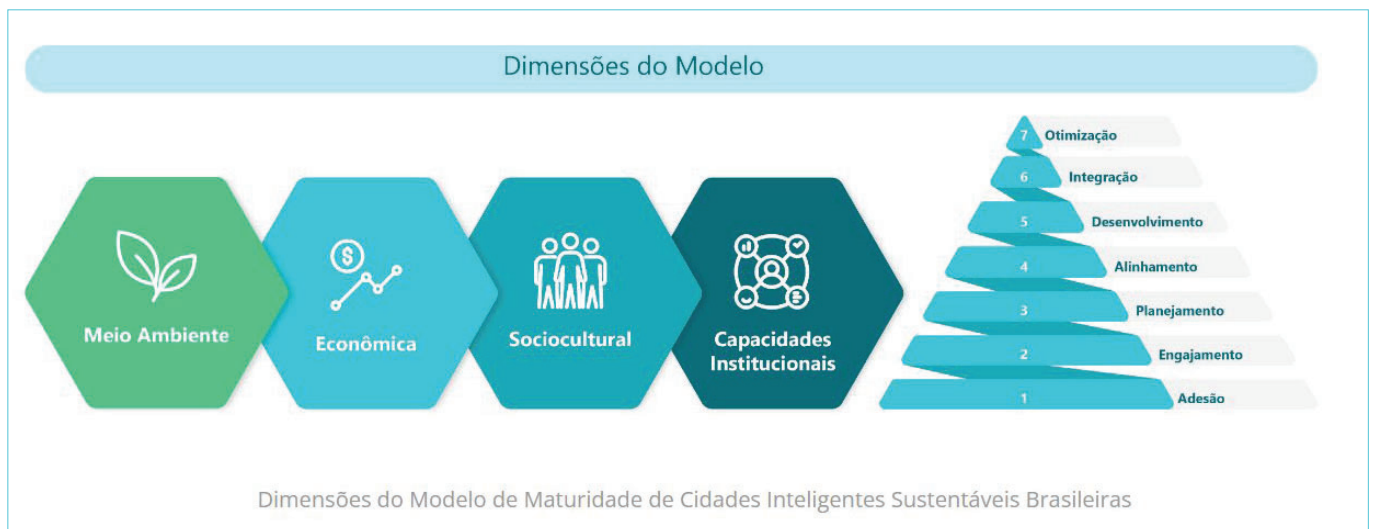 Dimensões do Modelo
Meio Ambiente
Econômica
Sociocultural
Capacidades
Institucionais
7 Otimização
6 Integração
5 Desenvolvimento
4 Alinhamento
3 Planejamento
2 Engajamento
1 Adesão
Dimensões do Modelo de Maturidade de Cidades Inteligentes Sustentáveis Brasileiras